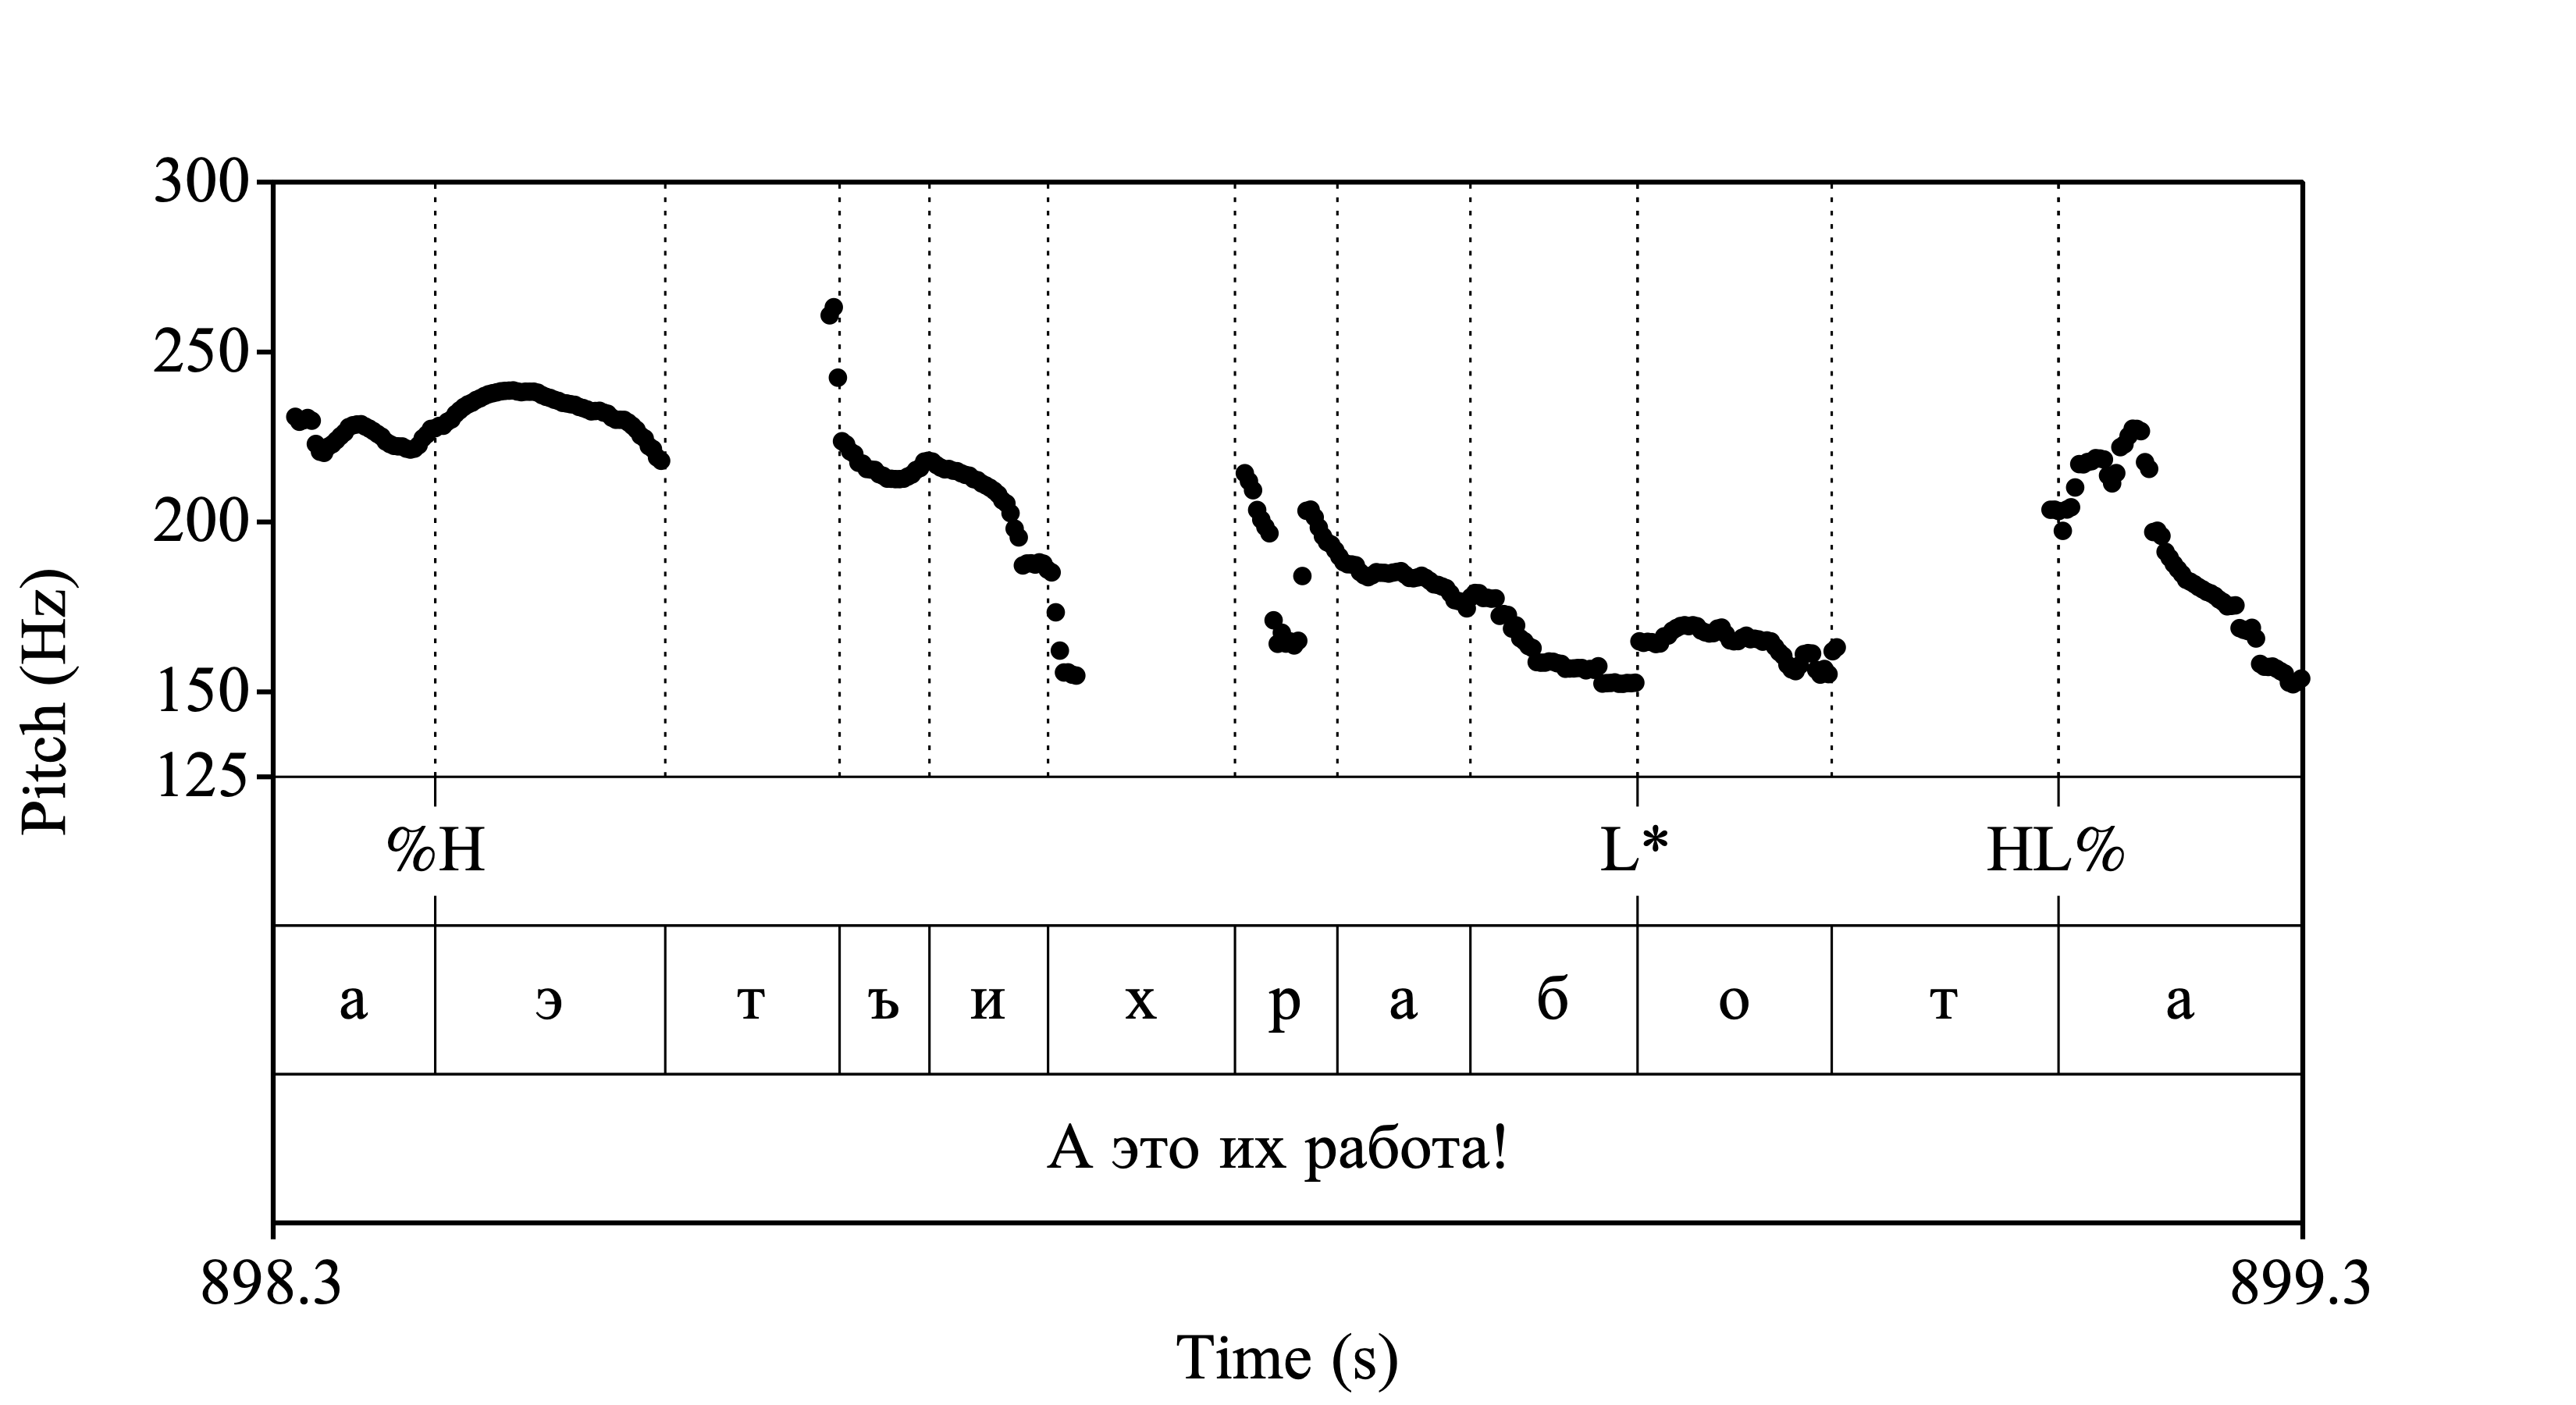 300
250
200
150
125
Pitch (Hz)
%H L* HL%
а э т ъ и х р а б о т а
А это их работа!
898.3 899.3
Time (s)